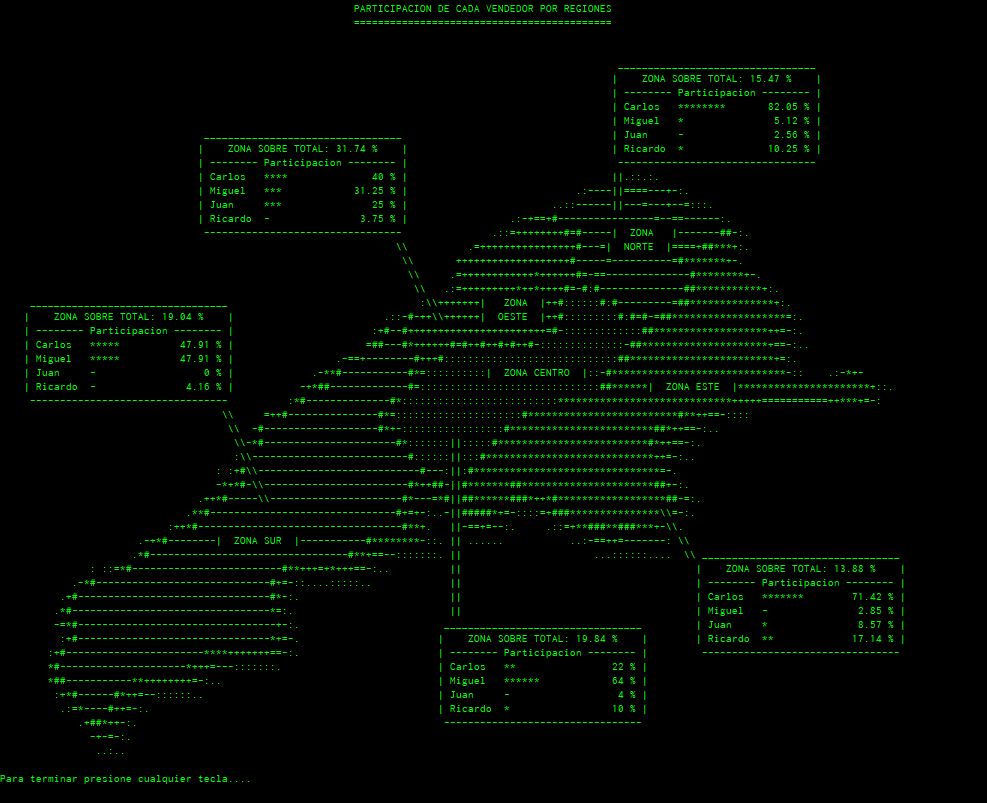 PARTICIPACION DE CADA VENDEDOR POR REGIONES
ZONA SOBRE TOTAL: 15.47 %
-------- Participacion --------
Carlos ******** 82.05 %
Miguel * 5.12 %
Juan - 2.56 %
Ricardo * 10.25 %
ZONA SOBRE TOTAL: 31.74 %
-------- Participacion --------
Carlos **** 40 %
Miguel *** 31.25 %
Juan *** 25 %
Ricardo - 3.75 %
ZONA
NORTE
ZONA
OESTE
ZONA SOBRE TOTAL: 19.04 %
-------- Participacion --------
Carlos ***** 47.91 %
Miguel ***** 47.91 %
Juan - 0 %
Ricardo - 4.16 %
ZONA CENTRO
ZONA ESTE
ZONA SUR
ZONA SOBRE TOTAL: 13.88 %
-------- Participacion --------
Carlos ******* 71.42 %
Miguel - 2.85 %
Juan * 8.57 %
Ricardo ** 17.14 %
ZONA SOBRE TOTAL: 19.84 %
-------- Participacion --------
Carlos ** 22 %
Miguel ****** 64 %
Juan - 4 %
Ricardo * 10 %
Para terminar presione cualquier tecla....